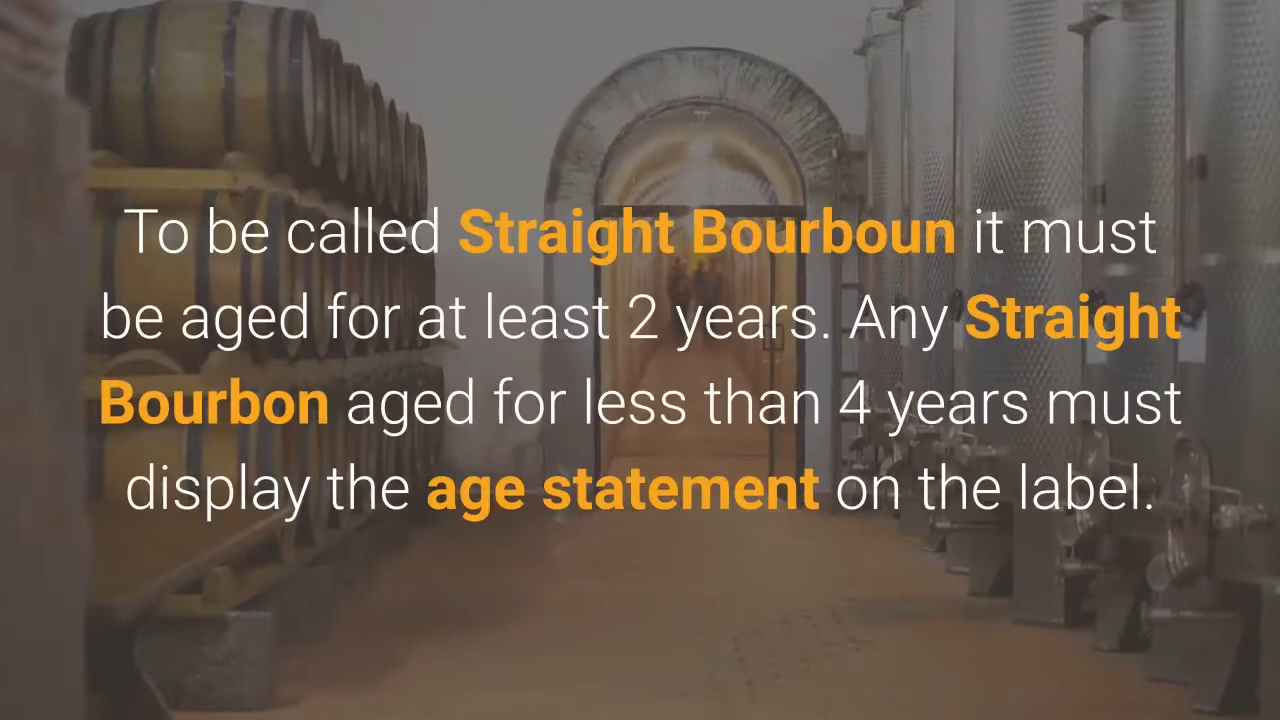 To be called Straight Bourboun it must
be aged for at least 2 years. Any Straight
Bourbon aged for less than 4 years must
display the age statement on the label.